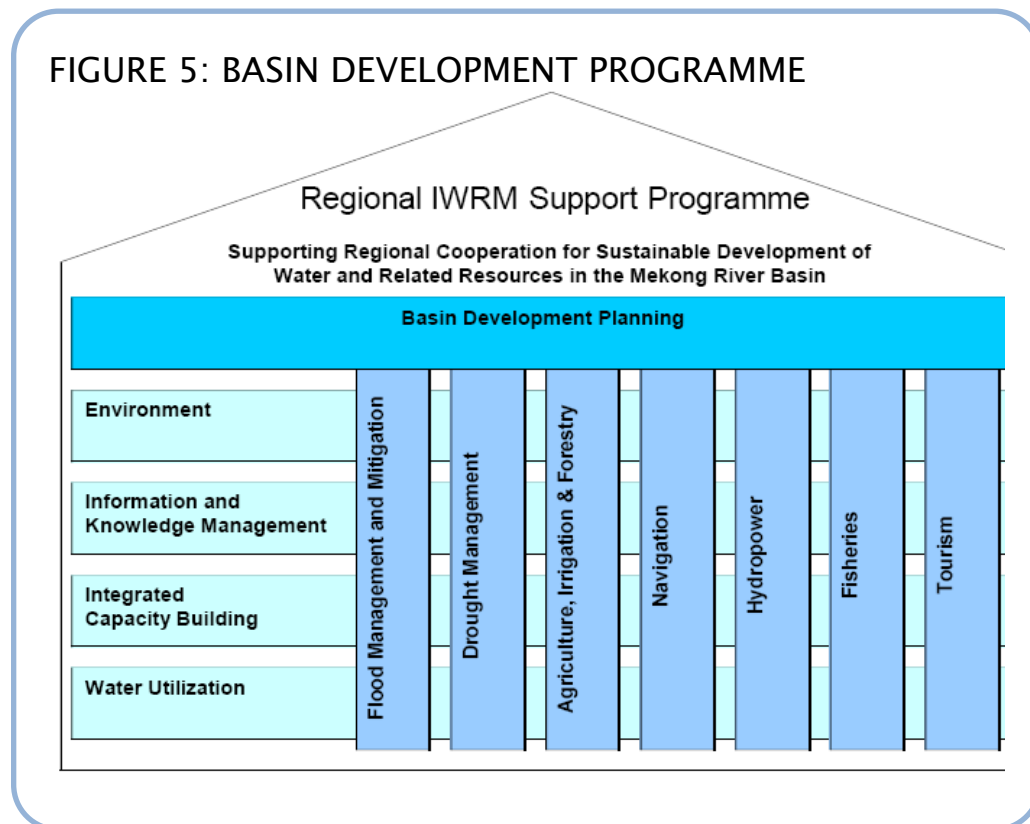 FIGURE 5: BASIN DEVELOPMENT PROGRAMME
Regional IWRM Support Programme
Supporting Regional Cooperation for Sustainable Development of
Water and Related Resources in the Mekong River Basin
Basin Development Planning
Environment
Information and
Knowledge Management
Integrated
Capacity Building
Water Utilization
Flood Management and Mitigation
Drought Management
Agriculture, Irrigation & Forestry
Navigation
Hydropower
Fisheries
Tourism